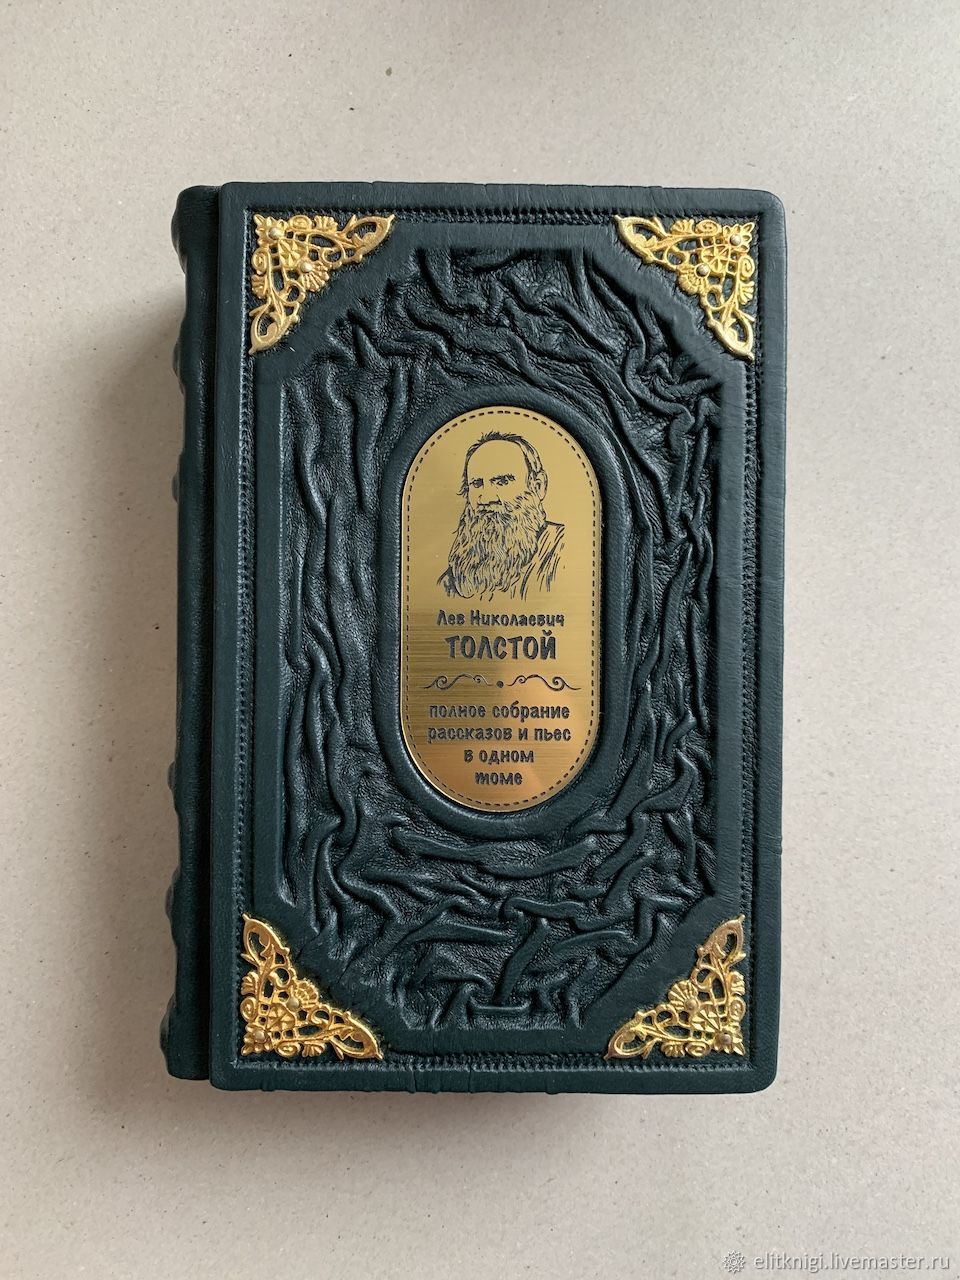 Лев Николаевич
ТОЛСТОЙ
полное собрание
рассказов и пьес
в одном
томе
elitknigi.livemaster.ru